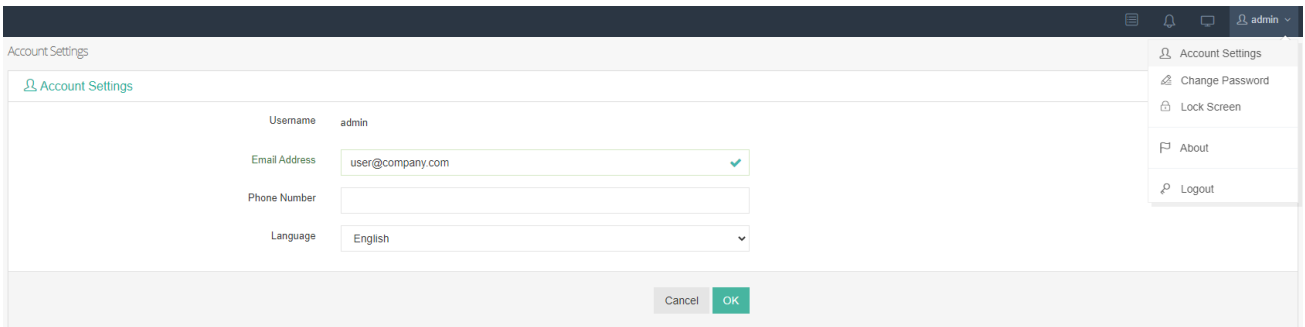 admin
Account Settings
Account Settings
Change Password
Lock Screen
About
Logout
Account Settings
Username admin
Email Address user@company.com
Phone Number
Language English
Cancel OK